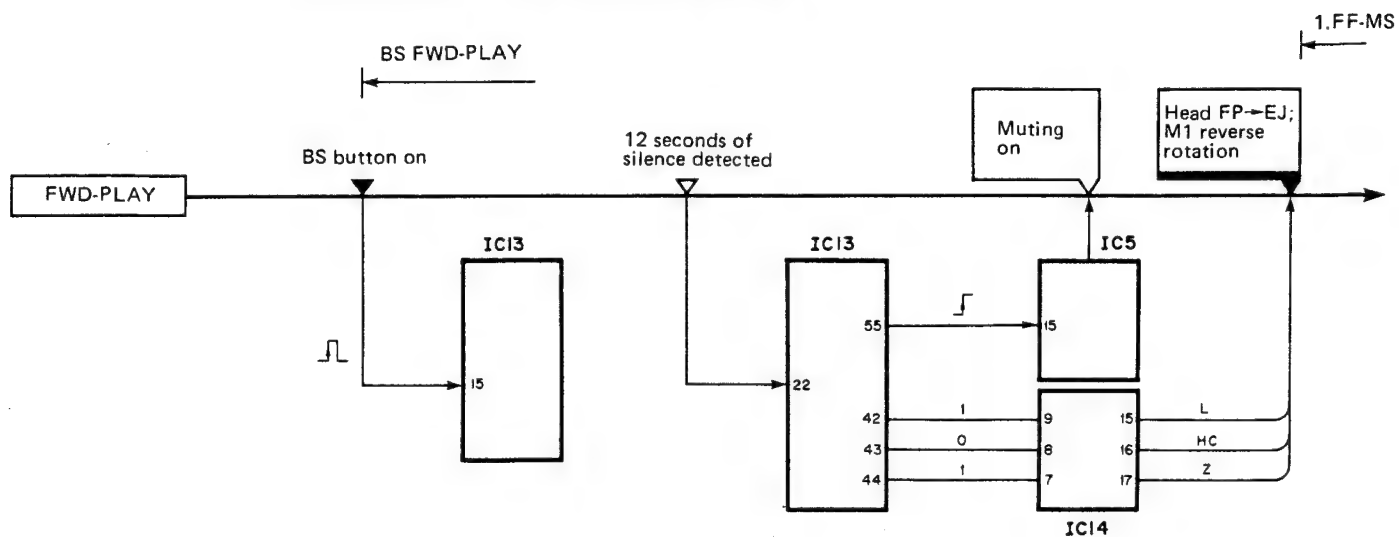 1.FF-MS
BS FWD-PLAY
Muting
on
Head FP→EJ;
M1 reverse
rotation
12 seconds of
silence detected
BS button on
FWD-PLAY
IC13
IC13
IC5
55
15
15
22
42 1 9 15 L
43 0 8 16 HC
44 1 7 17 Z
IC14